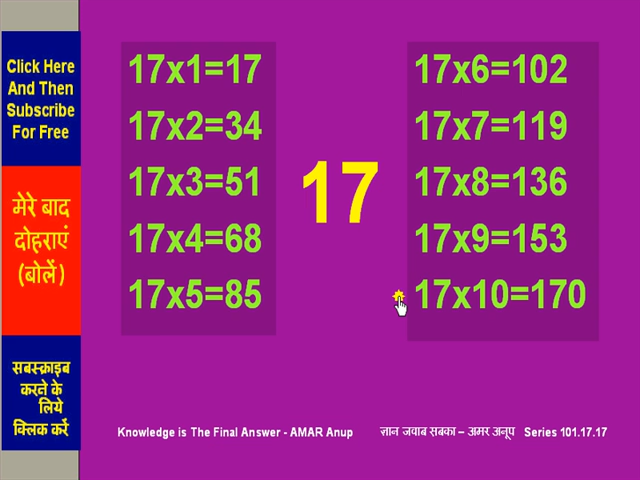 Click Here
And Then
Subscribe
For Free
मेरे बाद
दोहराएं
(बोलें)
सबस्क्राइब
करने के
लिये
क्लिक करें
17x1=17
17x2=34
17x3=51
17x4=68
17x5=85
17
17x6=102
17x7=119
17x8=136
17x9=153
17x10=170
Knowledge is The Final Answer - AMAR Anup ज्ञान जवाब सबका – अमर अनूप Series 101.17.17